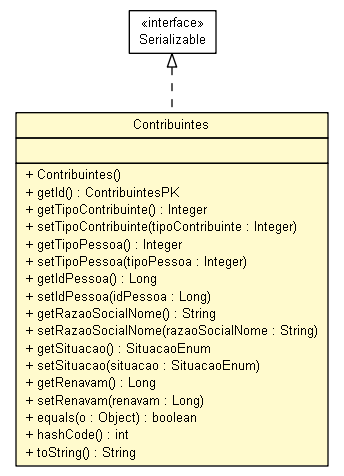 «interface»
Serializable
Contribuintes
+ Contribuintes()
+ getId() : ContribuintesPK
+ getTipoContribuinte() : Integer
+ setTipoContribuinte(tipoContribuinte : Integer)
+ getTipoPessoa() : Integer
+ setTipoPessoa(tipoPessoa : Integer)
+ getIdPessoa() : Long
+ setIdPessoa(idPessoa : Long)
+ getRazaoSocialNome() : String
+ setRazaoSocialNome(razaoSocialNome : String)
+ getSituacao() : SituacaoEnum
+ setSituacao(situacao : SituacaoEnum)
+ getRenavam() : Long
+ setRenavam(renavam : Long)
+ equals(o : Object) : boolean
+ hashCode() : int
+ toString() : String